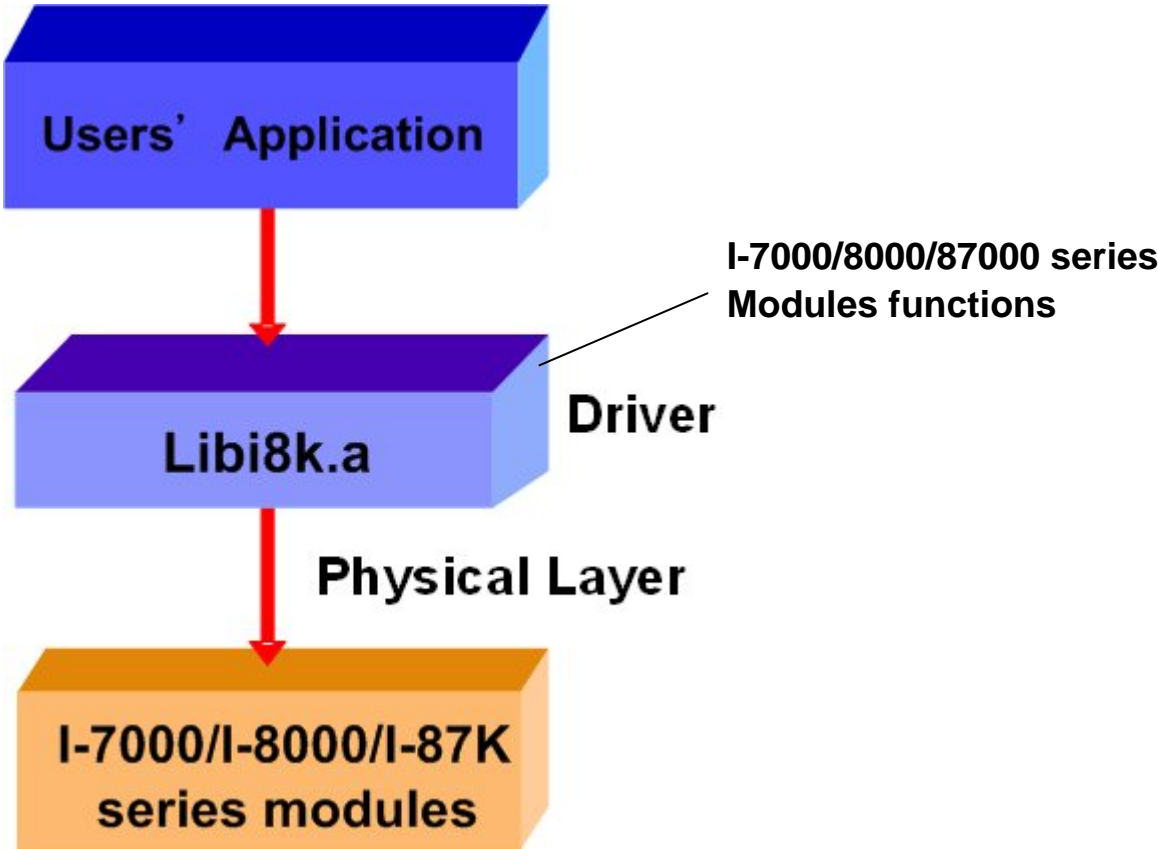 Users’ Application
I-7000/8000/87000 series
Modules functions
Driver
Libi8k.a
Physical Layer
I-7000/I-8000/I-87K
series modules